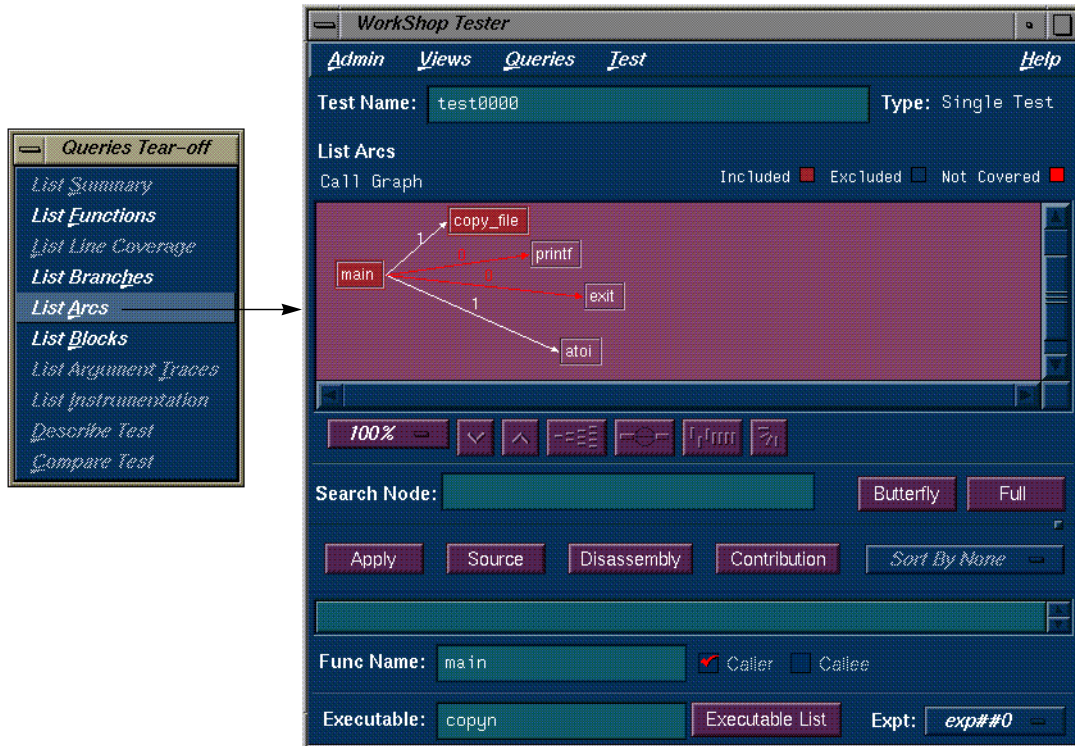 Queries Tear-off
List Summary
List Functions
List Line Coverage
List Branches
List Arcs
List Blocks
List Argument Traces
List Instrumentation
Describe Test
Compare Test
WorkShop Tester
Admin Views Queries Test Help
Test Name: test0000 Type: Single Test
List Arcs
Call Graph Included Excluded Not Covered
copy_file
1
0
printf
main
0
exit
1
atoi
100%
Search Node: Butterfly Full
Apply Source Disassembly Contribution Sort By None
Func Name: main Caller Callee
Executable: copyn Executable List Expt: exp##0